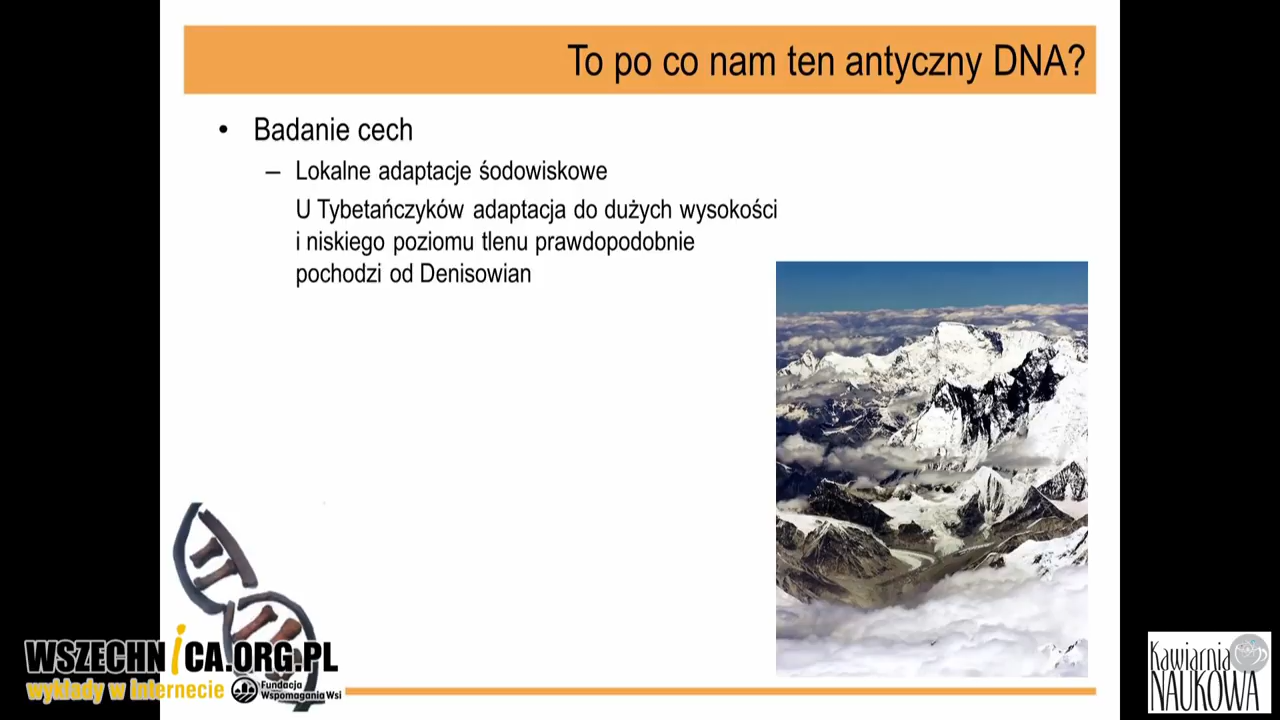 To po co nam ten antyczny DNA?
• Badanie cech
– Lokalne adaptacje śodowiskowe
U Tybetańczyków adaptacja do dużych wysokości
i niskiego poziomu tlenu prawdopodobnie
pochodzi od Denisowian
WSZECHNiCA.ORG.PL
wykłady w internecie
Fundacja
Wspomagania Wsi
Kawiarnia
NAUKOWA